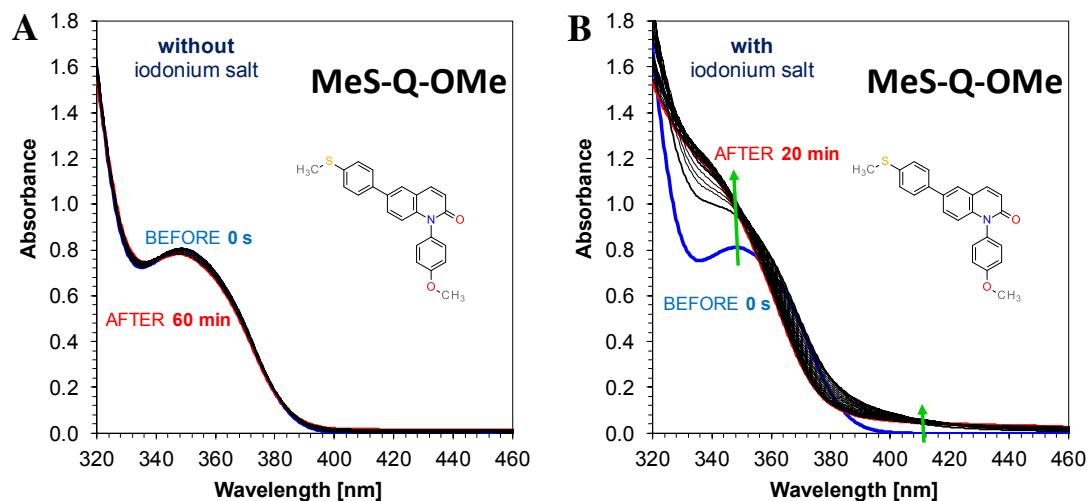 A
without
iodonium salt
MeS-Q-OMe
1.8
1.6
1.4
1.2
1.0
0.8
0.6
0.4
0.2
0.0
Absorbance
BEFORE 0 s
AFTER 60 min
H₃C
S
N
O
O
CH₃
320 340 360 380 400 420 440 460
Wavelength [nm]
B
with
iodonium salt
MeS-Q-OMe
1.8
1.6
1.4
1.2
1.0
0.8
0.6
0.4
0.2
0.0
Absorbance
AFTER 20 min
BEFORE 0 s
H₃C
S
N
O
O
CH₃
320 340 360 380 400 420 440 460
Wavelength [nm]